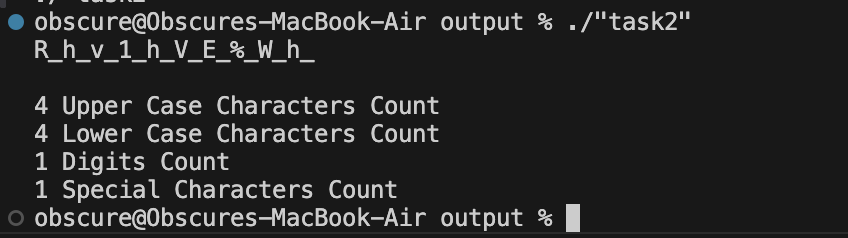 obscure@Obscures-MacBook-Air output % ./"task2"
R_h_v_1_h_V_E_%_W_h_
4 Upper Case Characters Count
4 Lower Case Characters Count
1 Digits Count
1 Special Characters Count
obscure@Obscures-MacBook-Air output %